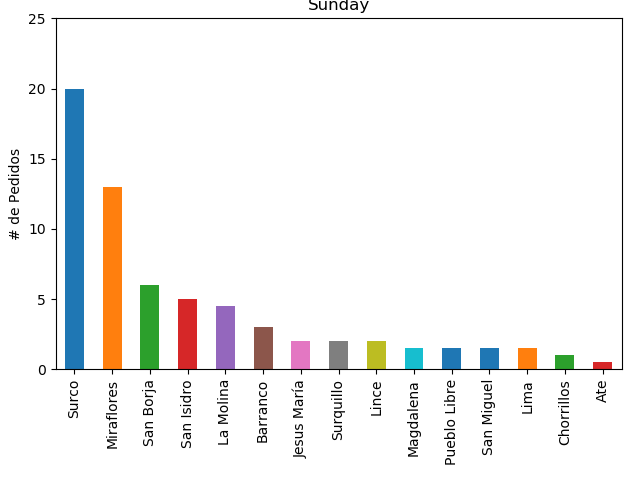 Sunday
# de Pedidos
25
20
15
10
5
0
Surco
Miraflores
San Borja
San Isidro
La Molina
Barranco
Jesus María
Surquillo
Lince
Magdalena
Pueblo Libre
San Miguel
Lima
Chorrillos
Ate